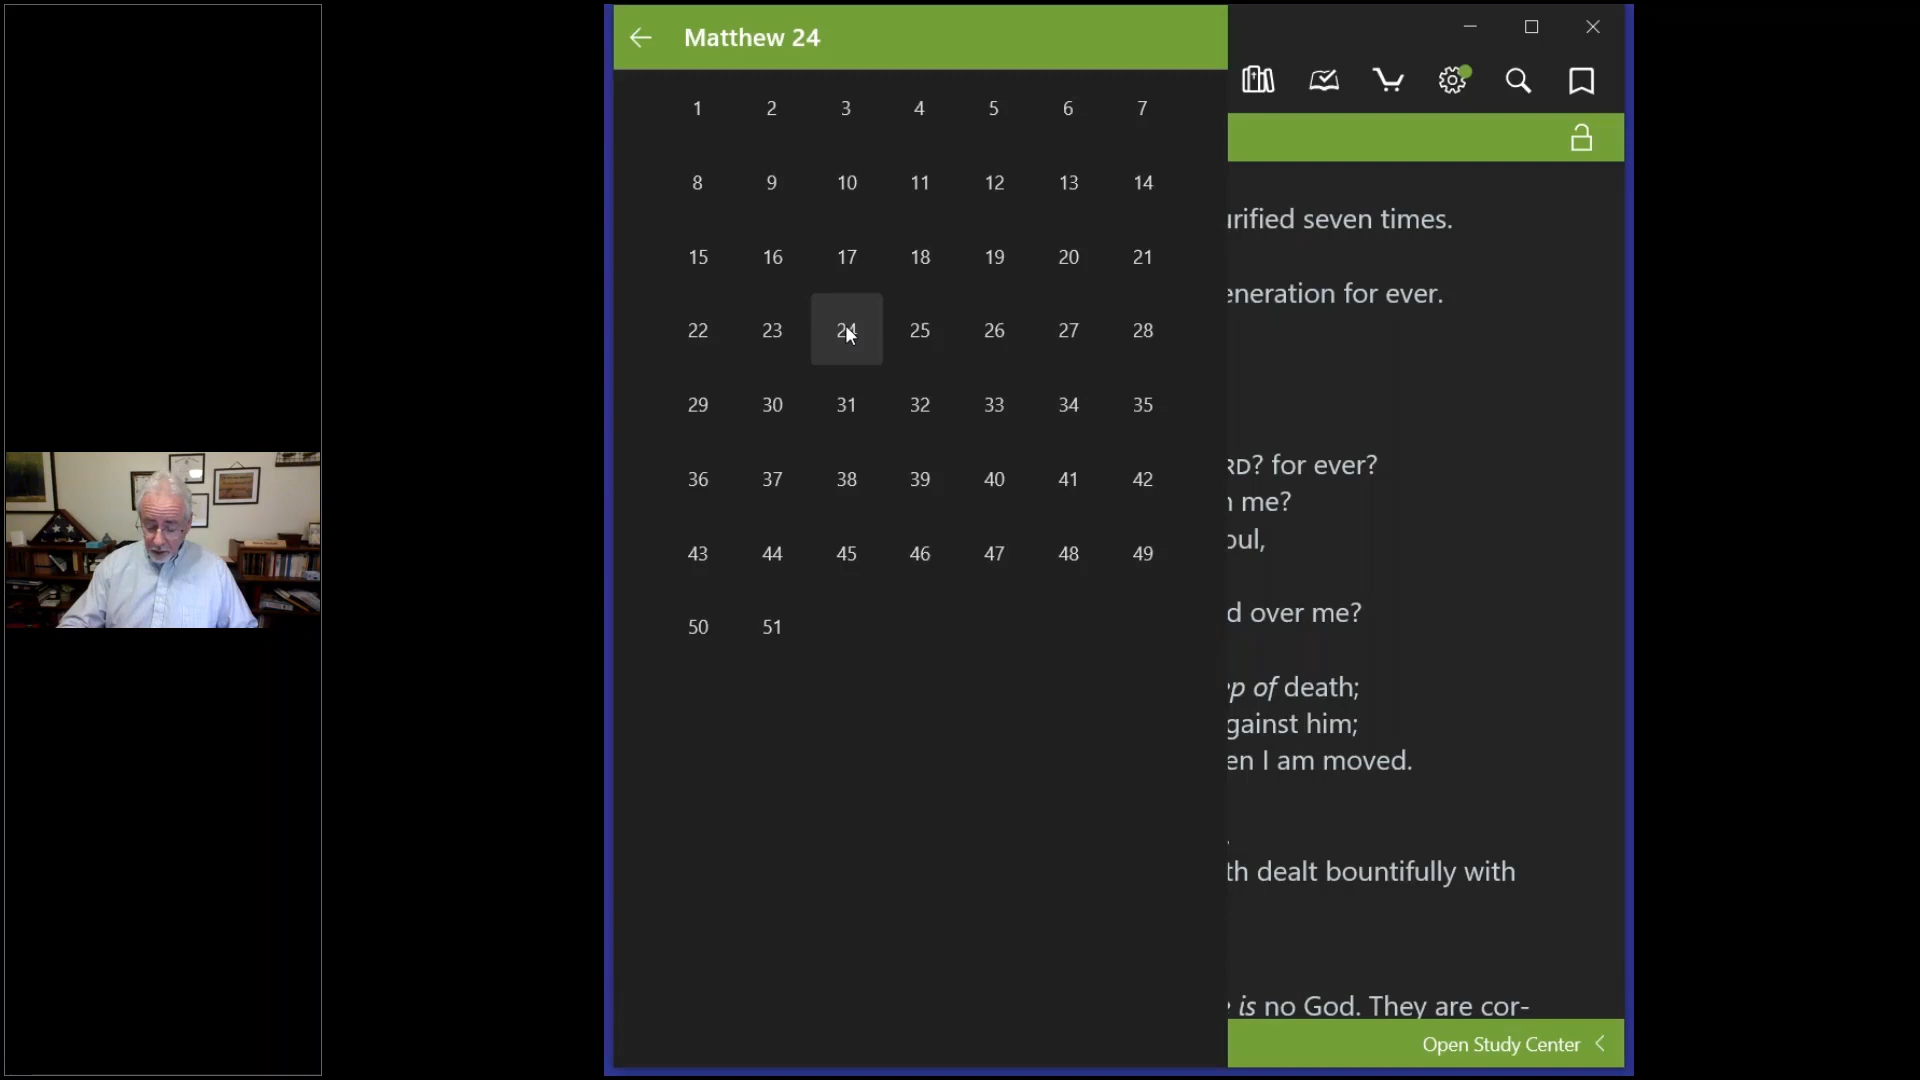 Matthew 24
1 2 3 4 5 6 7
8 9 10 11 12 13 14
15 16 17 18 19 20 21
22 23 24 25 26 27 28
29 30 31 32 33 34 35
36 37 38 39 40 41 42
43 44 45 46 47 48 49
50 51
urified seven times.
eneration for ever.
RD? for ever?
me?
oul,
d over me?
ep of death;
gainst him;
en I am moved.
th dealt bountifully with
is no God. They are cor-
Open Study Center